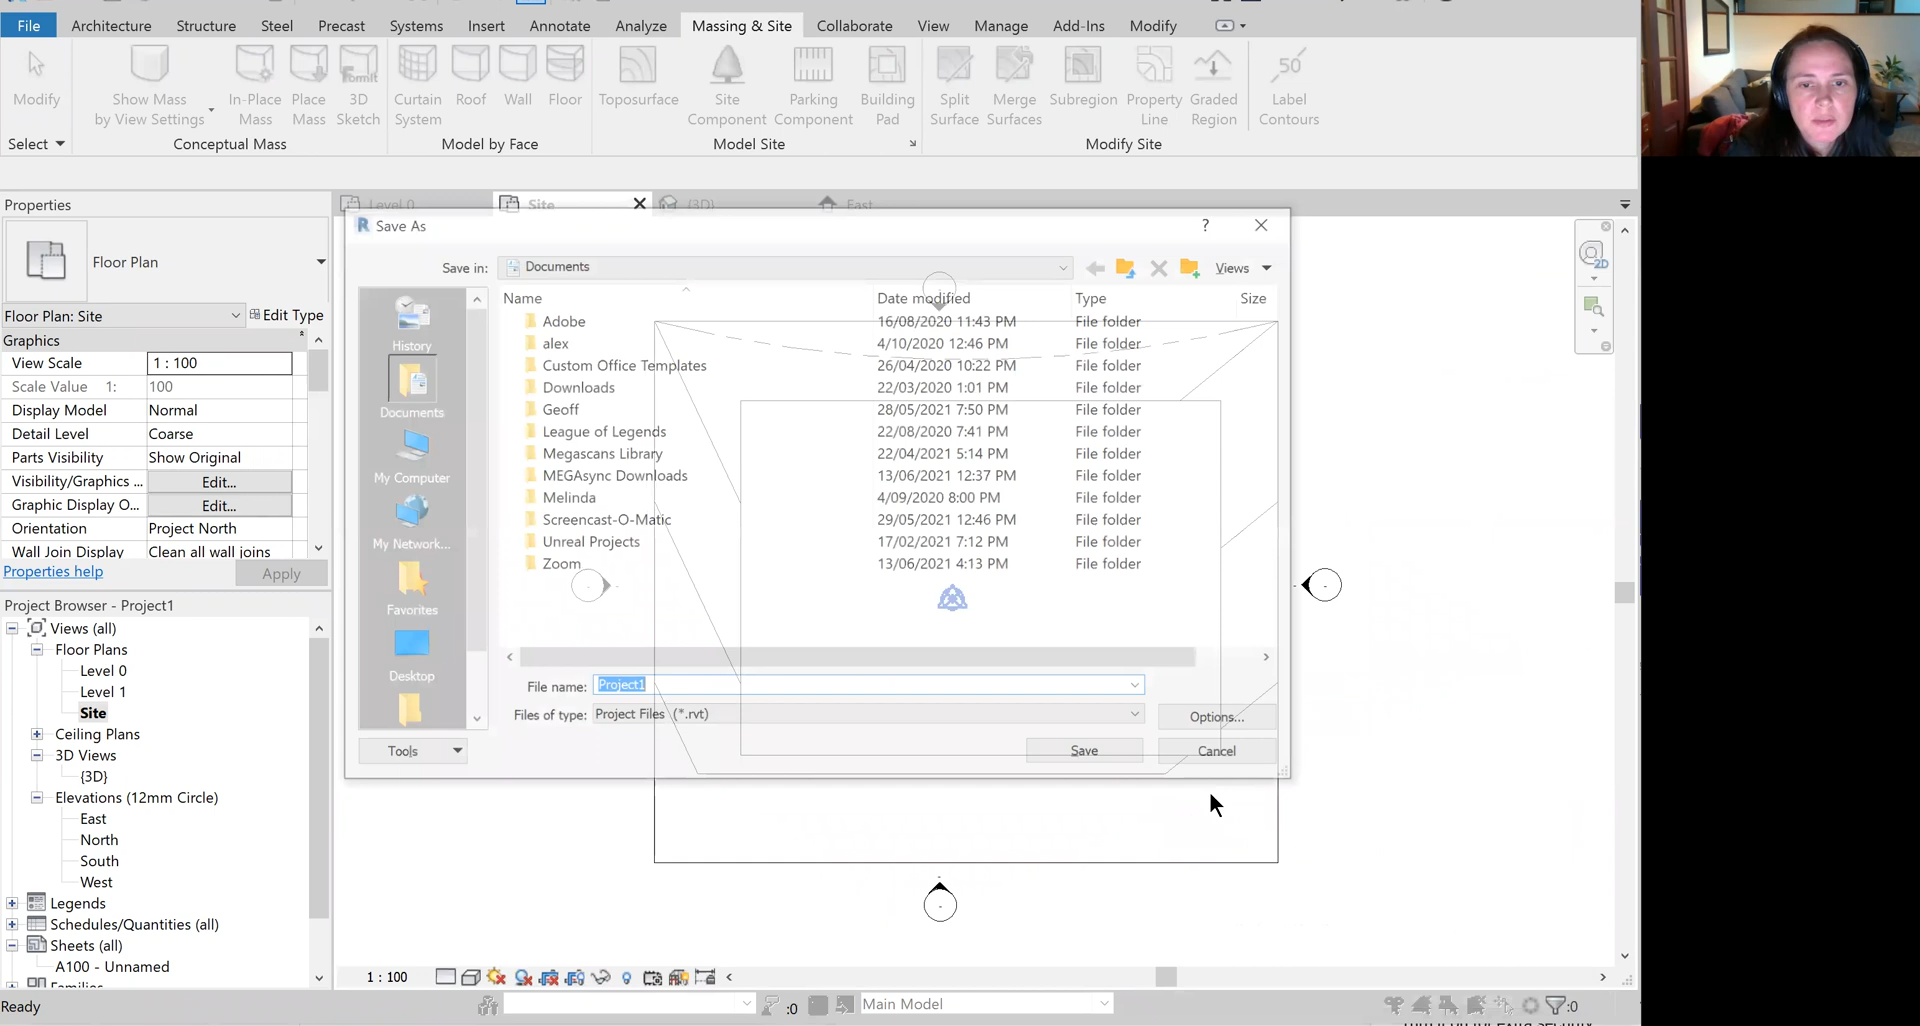 File Architecture Structure Steel Precast Systems Insert Annotate Analyze Massing & Site Collaborate View Manage Add-Ins Modify
Modify
Show Mass
by View Settings
In-Place
Mass
Place
Mass
FormIt
3D
Sketch
Curtain
System
Roof
Wall
Floor
Toposurface
Site
Component
Parking
Component
Building
Pad
Split
Surface
Merge
Surfaces
Subregion
Property
Line
Graded
Region
50
Label
Contours
Select
Conceptual Mass
Model by Face
Model Site
Modify Site
Properties
Level 0
Site
{3D}
East
Floor Plan
Floor Plan: Site
Edit Type
Graphics
View Scale 1 : 100
Scale Value 1: 100
Display Model Normal
Detail Level Coarse
Parts Visibility Show Original
Visibility/Graphics ... Edit...
Graphic Display O... Edit...
Orientation Project North
Wall Join Display Clean all wall joins
Properties help
Apply
Project Browser - Project1
Views (all)
Floor Plans
Level 0
Level 1
Site
Ceiling Plans
3D Views
{3D}
Elevations (12mm Circle)
East
North
South
West
Legends
Schedules/Quantities (all)
Sheets (all)
A100 - Unnamed
Families
Ready
R Save As ?
Save in: Documents Views
Name Date modified Type Size
Adobe 16/08/2020 11:43 PM File folder
alex 4/10/2020 12:46 PM File folder
Custom Office Templates 26/04/2020 10:22 PM File folder
Downloads 22/03/2020 1:01 PM File folder
Geoff 28/05/2021 7:50 PM File folder
League of Legends 22/08/2020 7:41 PM File folder
Megascans Library 22/04/2021 5:14 PM File folder
MEGAsync Downloads 13/06/2021 12:37 PM File folder
Melinda 4/09/2020 8:00 PM File folder
Screencast-O-Matic 29/05/2021 12:46 PM File folder
Unreal Projects 17/02/2021 7:12 PM File folder
Zoom 13/06/2021 4:13 PM File folder
History
Documents
My Computer
My Network...
Favorites
Desktop
File name: Project1
Files of type: Project Files (*.rvt)
Options...
Tools
Save
Cancel
2D
1 : 100
:0
Main Model
:0